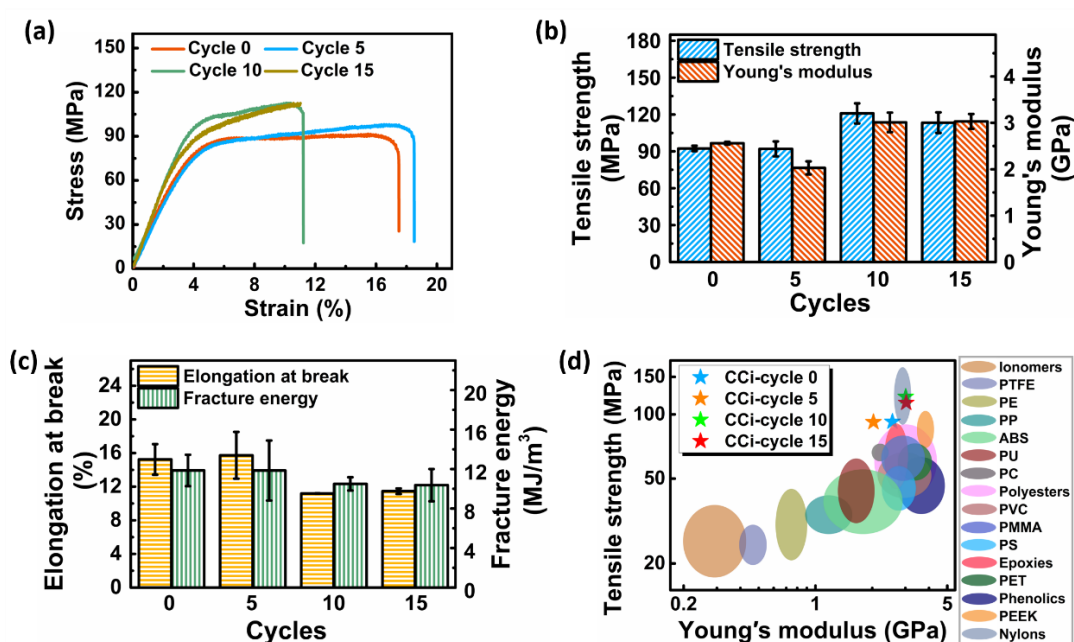 (a)
Cycle 0
Cycle 5
Cycle 10
Cycle 15
Stress (MPa)
150
120
90
60
30
0
0
4
8
12
16
20
Strain (%)
(b)
Tensile strength
Young's modulus
Tensile strength
(MPa)
180
150
120
90
60
30
0
0
5
10
15
Cycles
4
3
2
1
0
Young's modulus
(GPa)
(c)
Elongation at break
Fracture energy
Elongation at break
(%)
24
20
16
12
8
4
0
0
5
10
15
Cycles
20
16
12
8
4
0
Fracture energy
(MJ/m³)
(d)
CCi-cycle 0
CCi-cycle 5
CCi-cycle 10
CCi-cycle 15
Tensile strength (MPa)
150
100
50
20
0.2
1
5
Young's modulus (GPa)
Ionomers
PTFE
PE
PP
ABS
PU
PC
Polyesters
PVC
PMMA
PS
Epoxies
PET
Phenolics
PEEK
Nylons